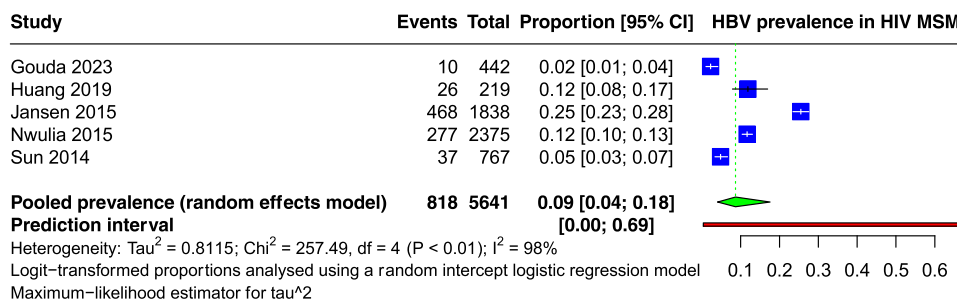 Study Events Total Proportion [95% CI] HBV prevalence in HIV MSM
Gouda 2023 10 442 0.02 [0.01; 0.04]
Huang 2019 26 219 0.12 [0.08; 0.17]
Jansen 2015 468 1838 0.25 [0.23; 0.28]
Nwulia 2015 277 2375 0.12 [0.10; 0.13]
Sun 2014 37 767 0.05 [0.03; 0.07]
Pooled prevalence (random effects model) 818 5641 0.09 [0.04; 0.18]
Prediction interval [0.00; 0.69]
Heterogeneity: Tau² = 0.8115; Chi² = 257.49, df = 4 (P < 0.01); I² = 98%
Logit−transformed proportions analysed using a random intercept logistic regression model
0.1 0.2 0.3 0.4 0.5 0.6
Maximum−likelihood estimator for tau^2